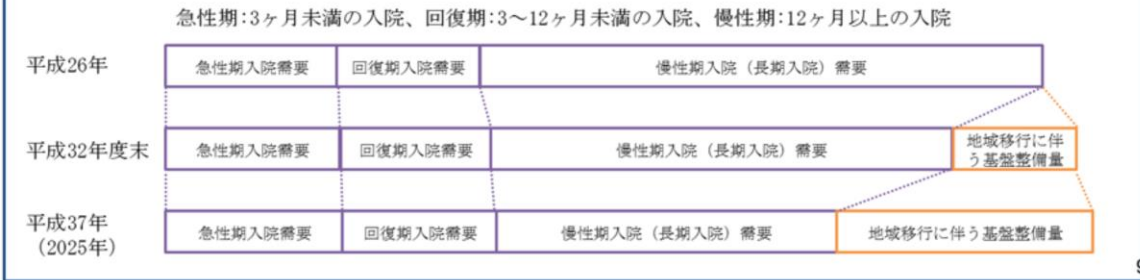 急性期:3ヶ月未満の入院、回復期:3～12ヶ月未満の入院、慢性期:12ヶ月以上の入院
平成26年
急性期入院需要
回復期入院需要
慢性期入院（長期入院）需要
平成32年度末
急性期入院需要
回復期入院需要
慢性期入院（長期入院）需要
地域移行に伴
う基盤整備量
平成37年
（2025年）
急性期入院需要
回復期入院需要
慢性期入院（長期入院）需要
地域移行に伴う基盤整備量